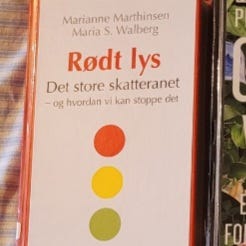 Marianne Marthinsen
Maria S. Walberg
Rødt lys
Det store skatteranet
– og hvordan vi kan stoppe det